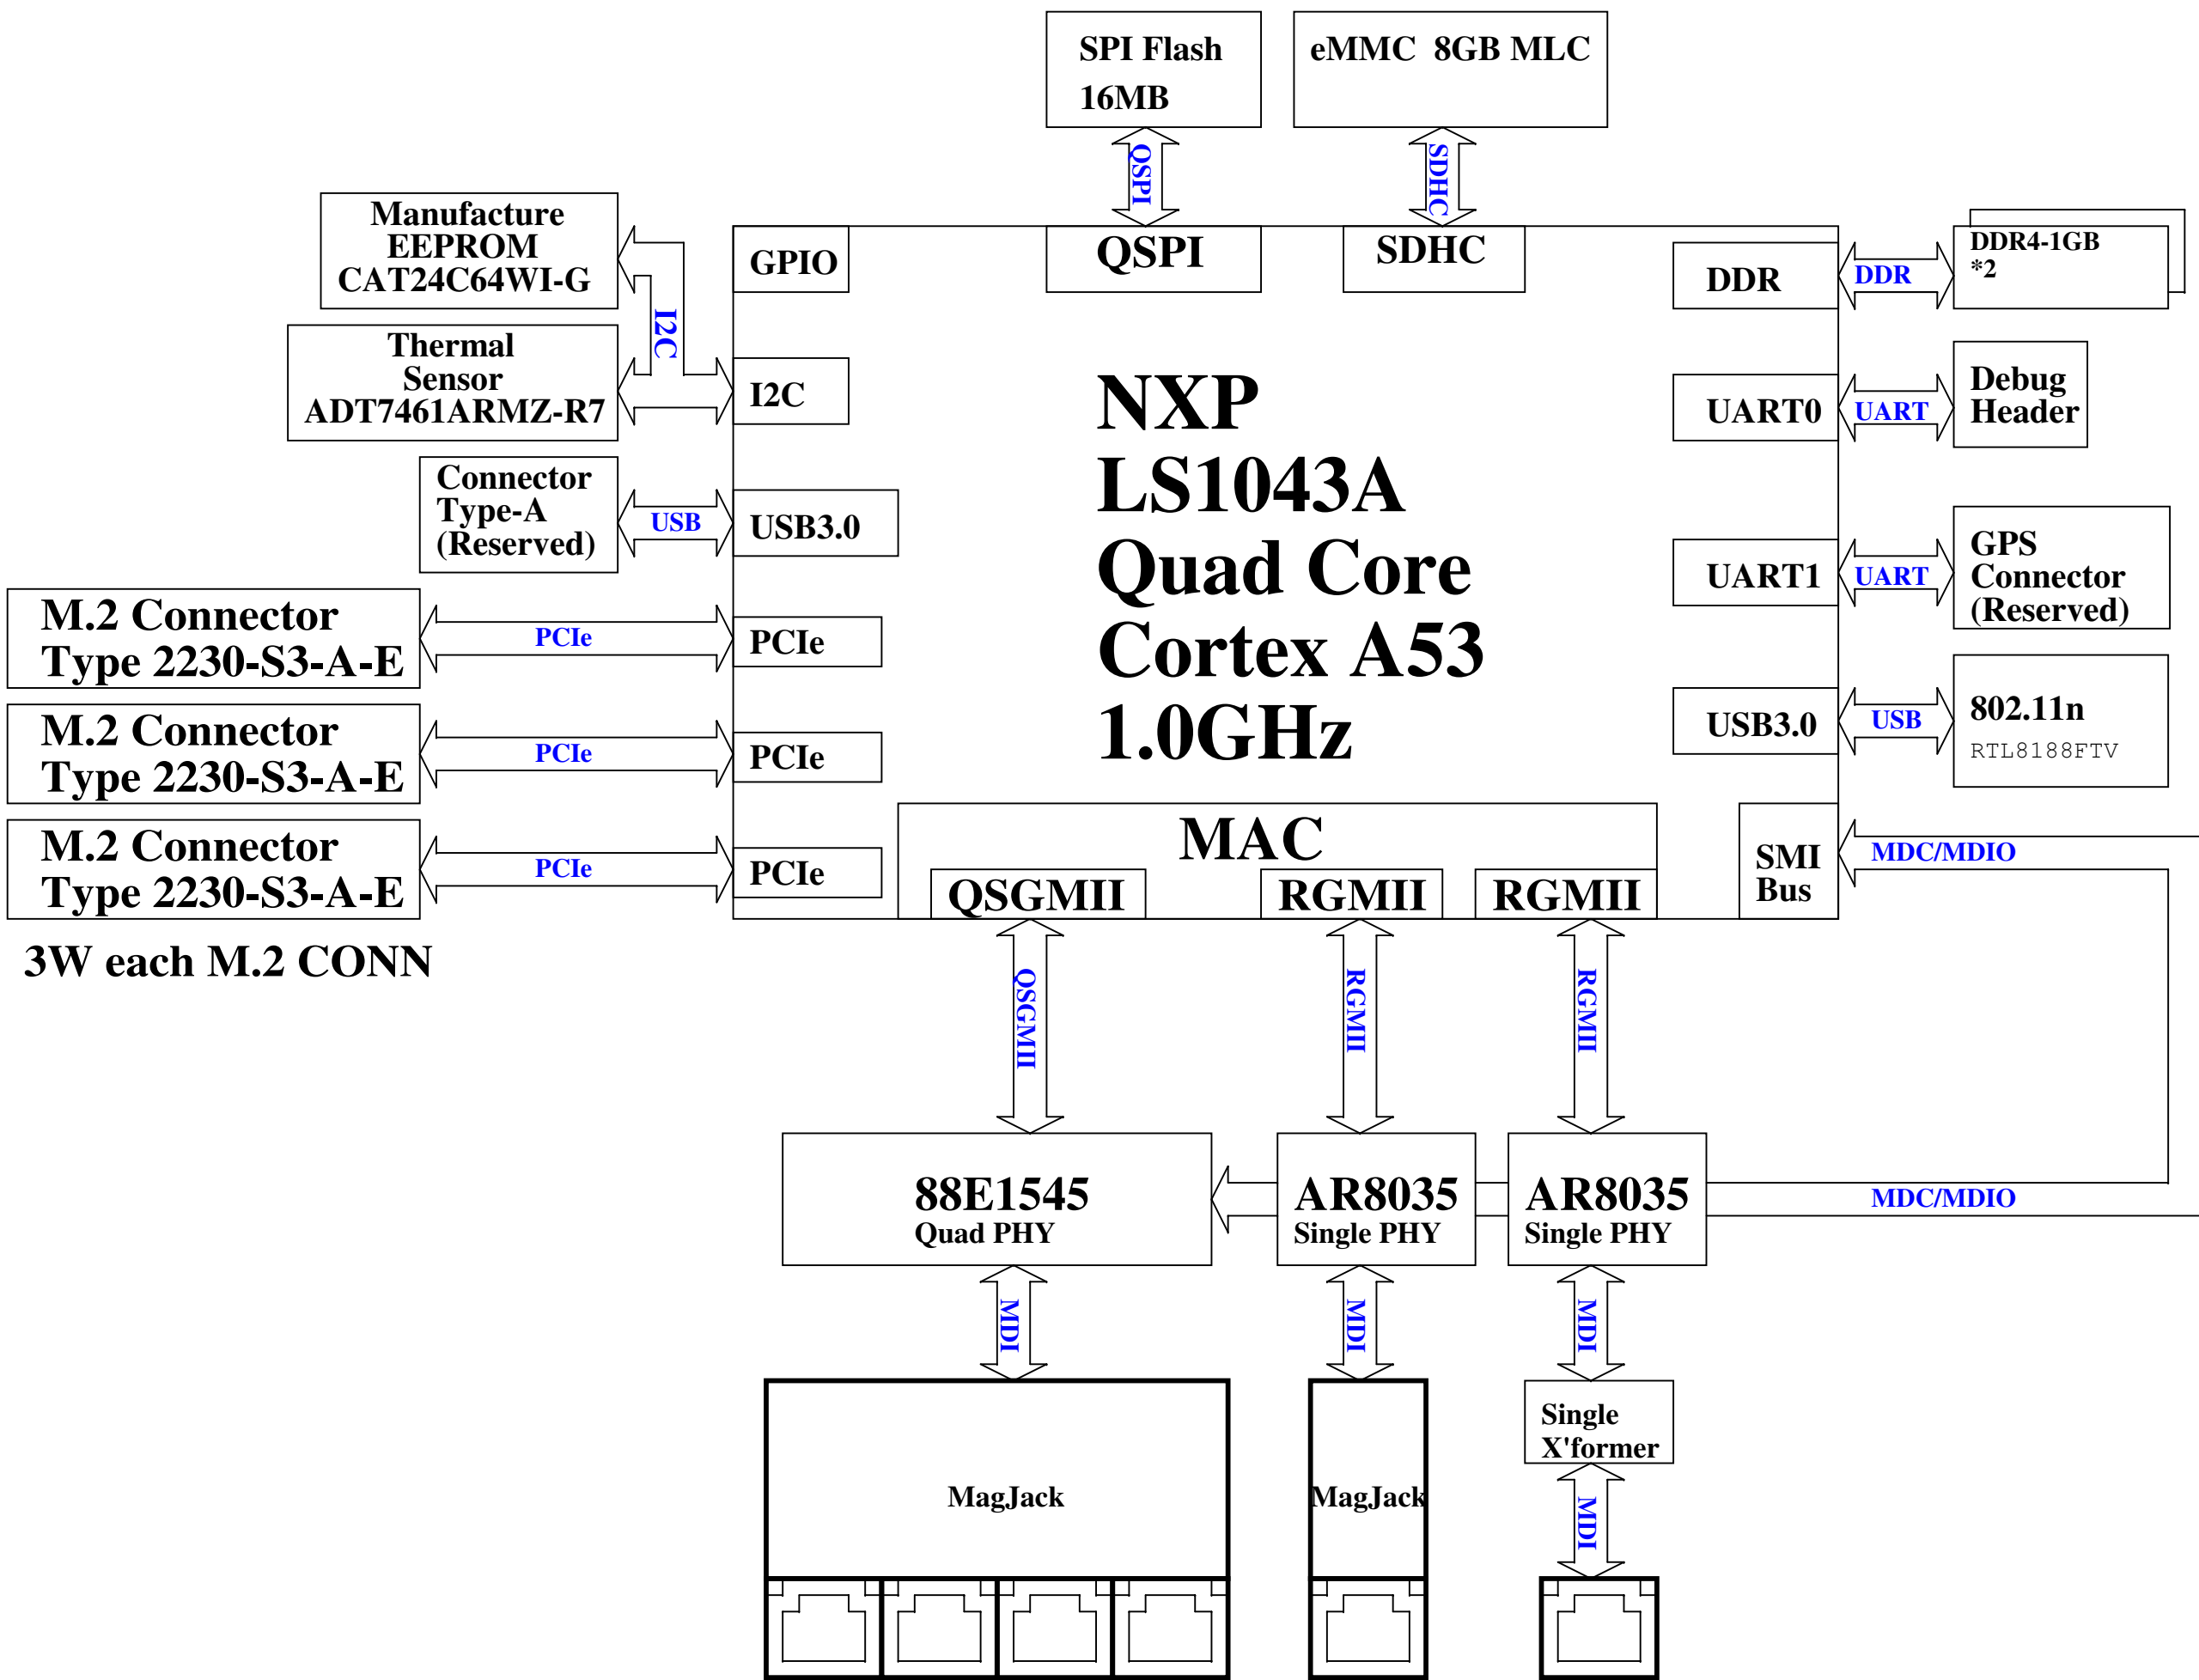 SPI Flash
16MB
eMMC 8GB MLC
QSPI
SDHC
Manufacture
EEPROM
CAT24C64WI-G
I2C
Thermal
Sensor
ADT7461ARMZ-R7
Connector
Type-A
(Reserved)
USB
M.2 Connector
Type 2230-S3-A-E
PCIe
M.2 Connector
Type 2230-S3-A-E
PCIe
M.2 Connector
Type 2230-S3-A-E
PCIe
3W each M.2 CONN
GPIO
I2C
USB3.0
PCIe
PCIe
PCIe
QSPI
SDHC
NXP
LS1043A
Quad Core
Cortex A53
1.0GHz
DDR
UART0
UART1
USB3.0
SMI
Bus
MAC
QSGMII
RGMII
RGMII
DDR
DDR4-1GB
*2
UART
Debug
Header
UART
GPS
Connector
(Reserved)
USB
802.11n
RTL8188FTV
MDC/MDIO
QSGMII
RGMII
RGMII
88E1545
Quad PHY
AR8035
Single PHY
AR8035
Single PHY
MDC/MDIO
MDI
MDI
MDI
MagJack
MagJack
Single
X'former
MDI